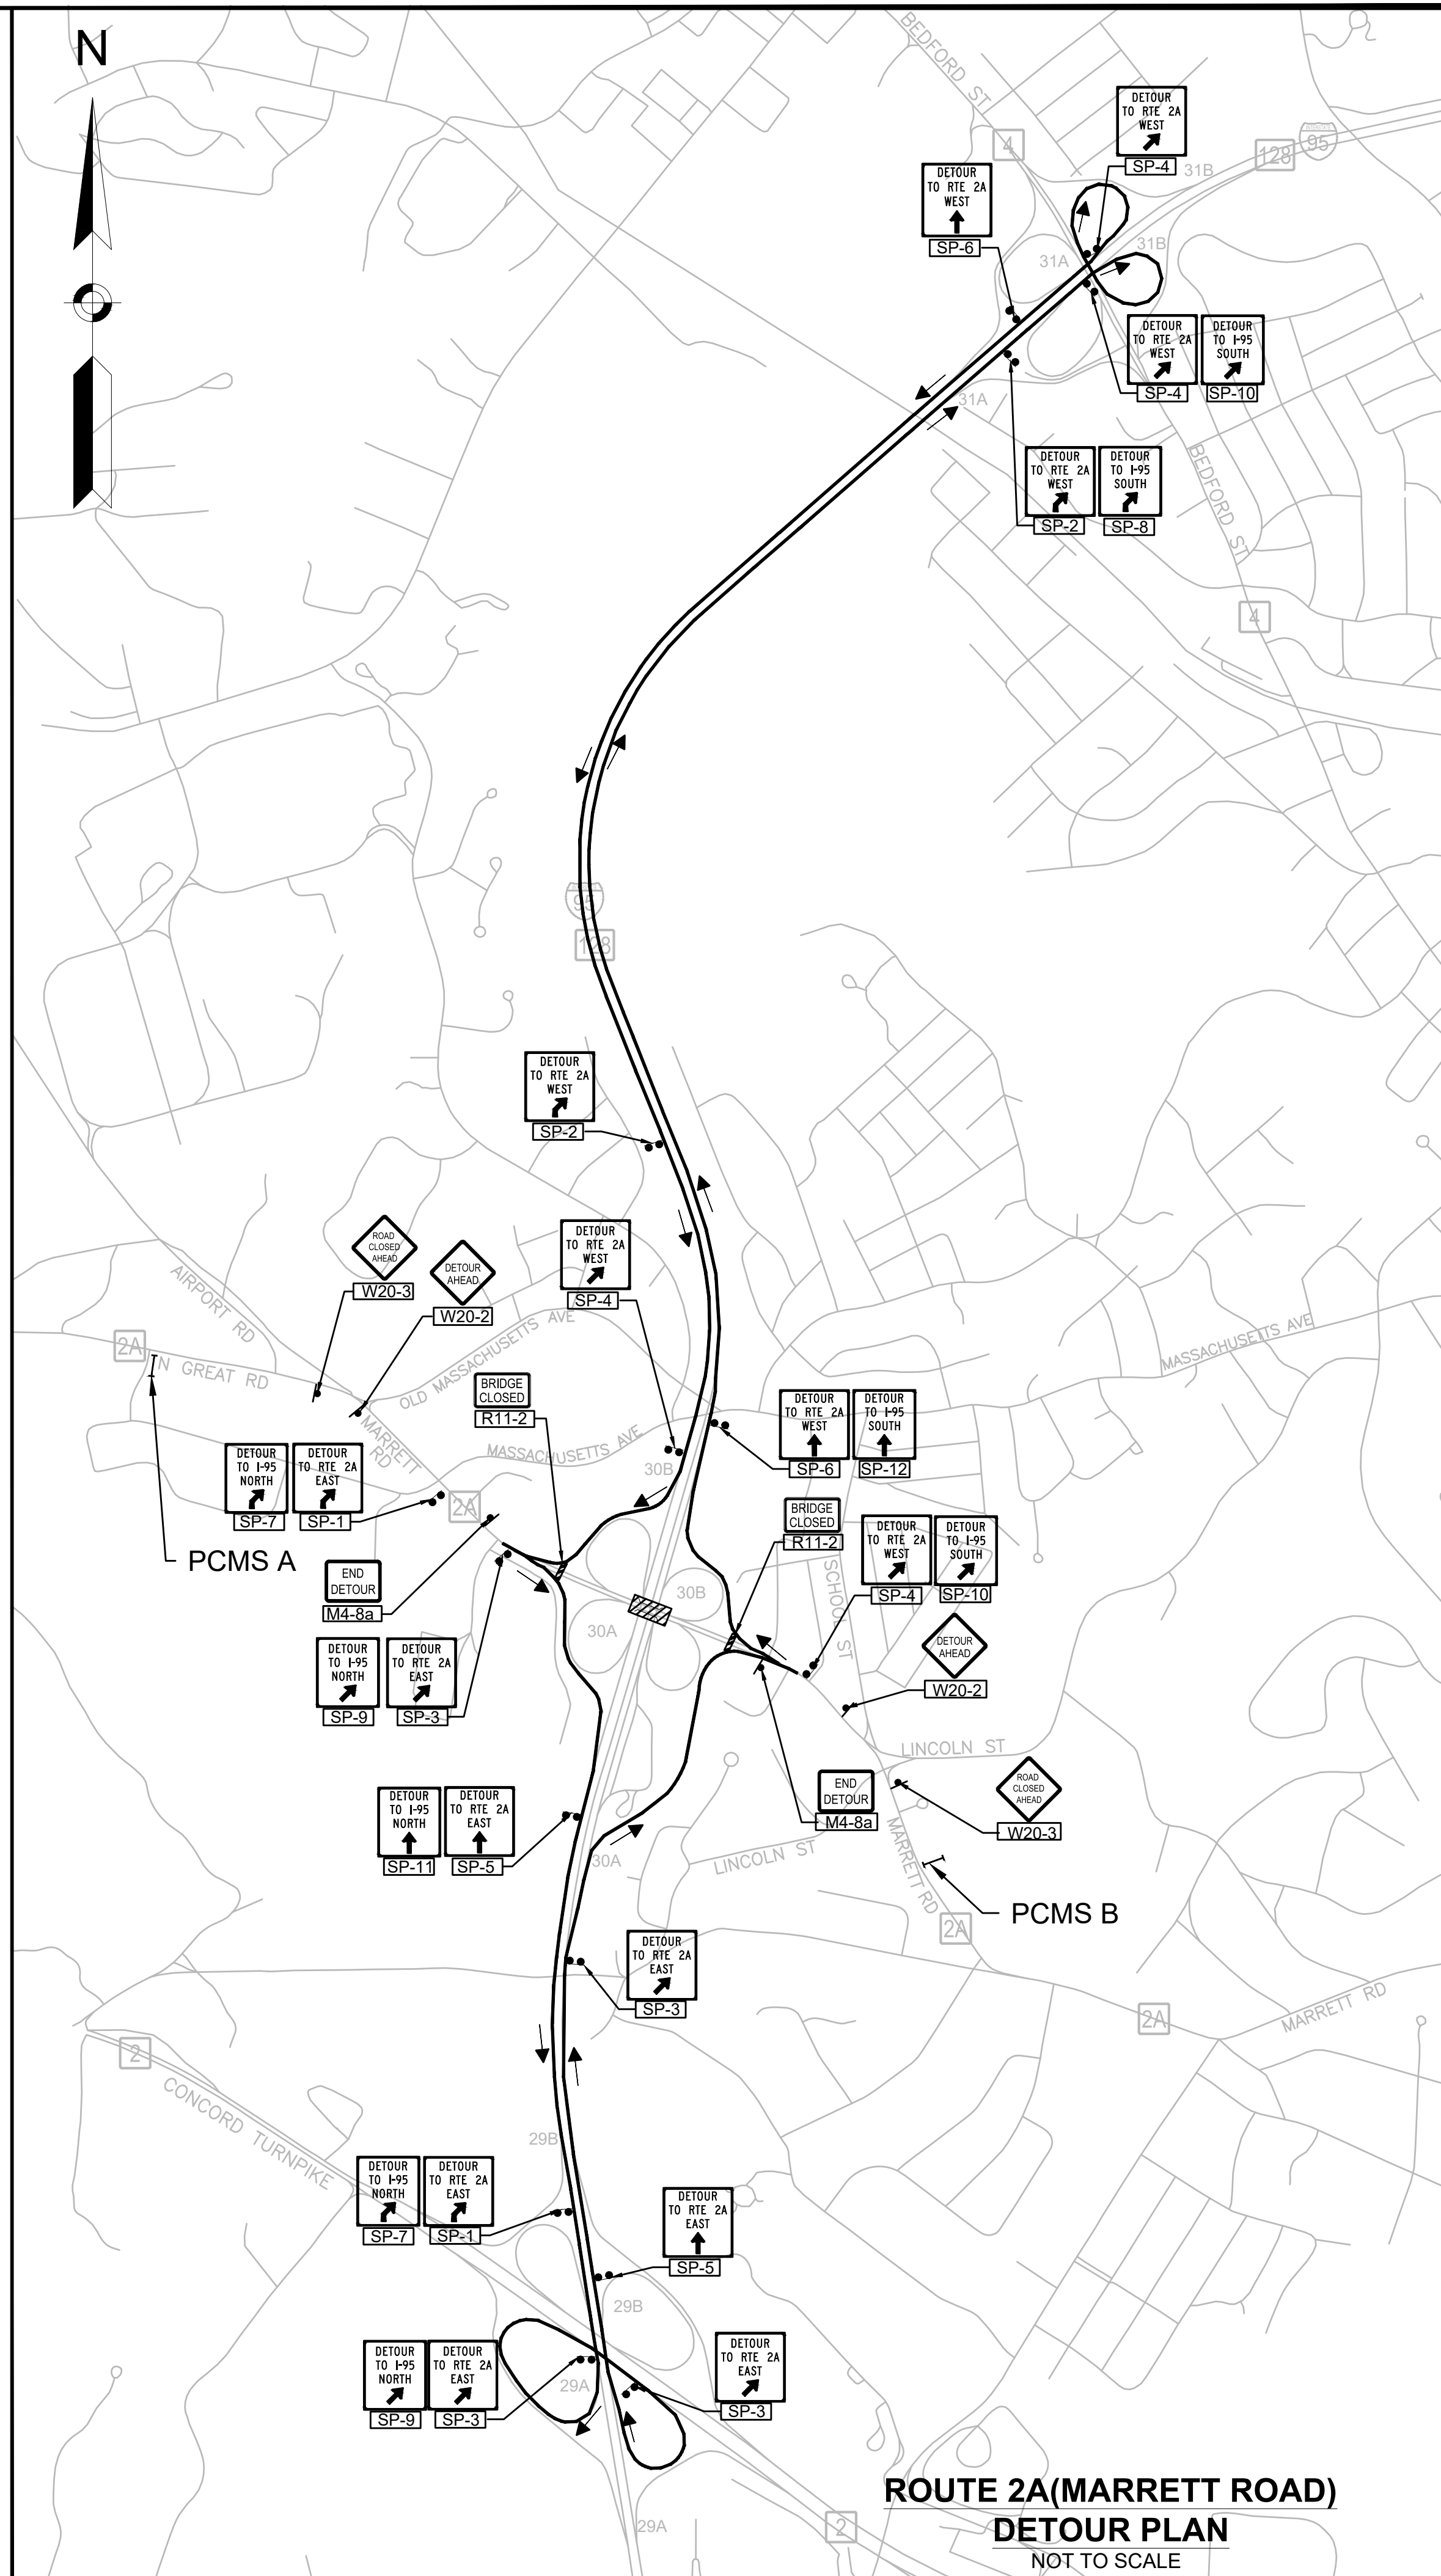 N
BEDFORD ST
4
DETOUR
TO RTE 2A
WEST
SP-4
128
INTERSTATE
95
31B
DETOUR
TO RTE 2A
WEST
SP-6
31A
31B
DETOUR
TO RTE 2A
WEST
SP-4
DETOUR
TO I-95
SOUTH
SP-10
31A
BEDFORD ST
DETOUR
TO RTE 2A
WEST
SP-2
DETOUR
TO I-95
SOUTH
SP-8
4
95
128
DETOUR
TO RTE 2A
WEST
SP-2
ROAD
CLOSED
AHEAD
W20-3
DETOUR
AHEAD
W20-2
DETOUR
TO RTE 2A
WEST
SP-4
AIRPORT RD
2A
N GREAT RD
OLD MASSACHUSETTS AVE
MASSACHUSETTS AVE
MARRETT
RD
BRIDGE
CLOSED
R11-2
MASSACHUSETTS AVE
30B
DETOUR
TO RTE 2A
WEST
SP-6
DETOUR
TO I-95
SOUTH
SP-12
DETOUR
TO I-95
NORTH
SP-7
DETOUR
TO RTE 2A
EAST
SP-1
2A
PCMS A
BRIDGE
CLOSED
R11-2
DETOUR
TO RTE 2A
WEST
SP-4
DETOUR
TO I-95
SOUTH
SP-10
END
DETOUR
M4-8a
30B
30A
SCHOOL ST
DETOUR
TO I-95
NORTH
SP-9
DETOUR
TO RTE 2A
EAST
SP-3
DETOUR
AHEAD
W20-2
LINCOLN ST
DETOUR
TO I-95
NORTH
SP-11
DETOUR
TO RTE 2A
EAST
SP-5
END
DETOUR
M4-8a
ROAD
CLOSED
AHEAD
W20-3
30A
LINCOLN ST
MARRETT RD
PCMS B
2A
DETOUR
TO RTE 2A
EAST
SP-3
2A
MARRETT RD
2
CONCORD TURNPIKE
29B
DETOUR
TO I-95
NORTH
SP-7
DETOUR
TO RTE 2A
EAST
SP-1
DETOUR
TO RTE 2A
EAST
SP-5
29B
DETOUR
TO I-95
NORTH
SP-9
DETOUR
TO RTE 2A
EAST
SP-3
29A
DETOUR
TO RTE 2A
EAST
SP-3
29A
2
ROUTE 2A(MARRETT ROAD)
DETOUR PLAN
NOT TO SCALE